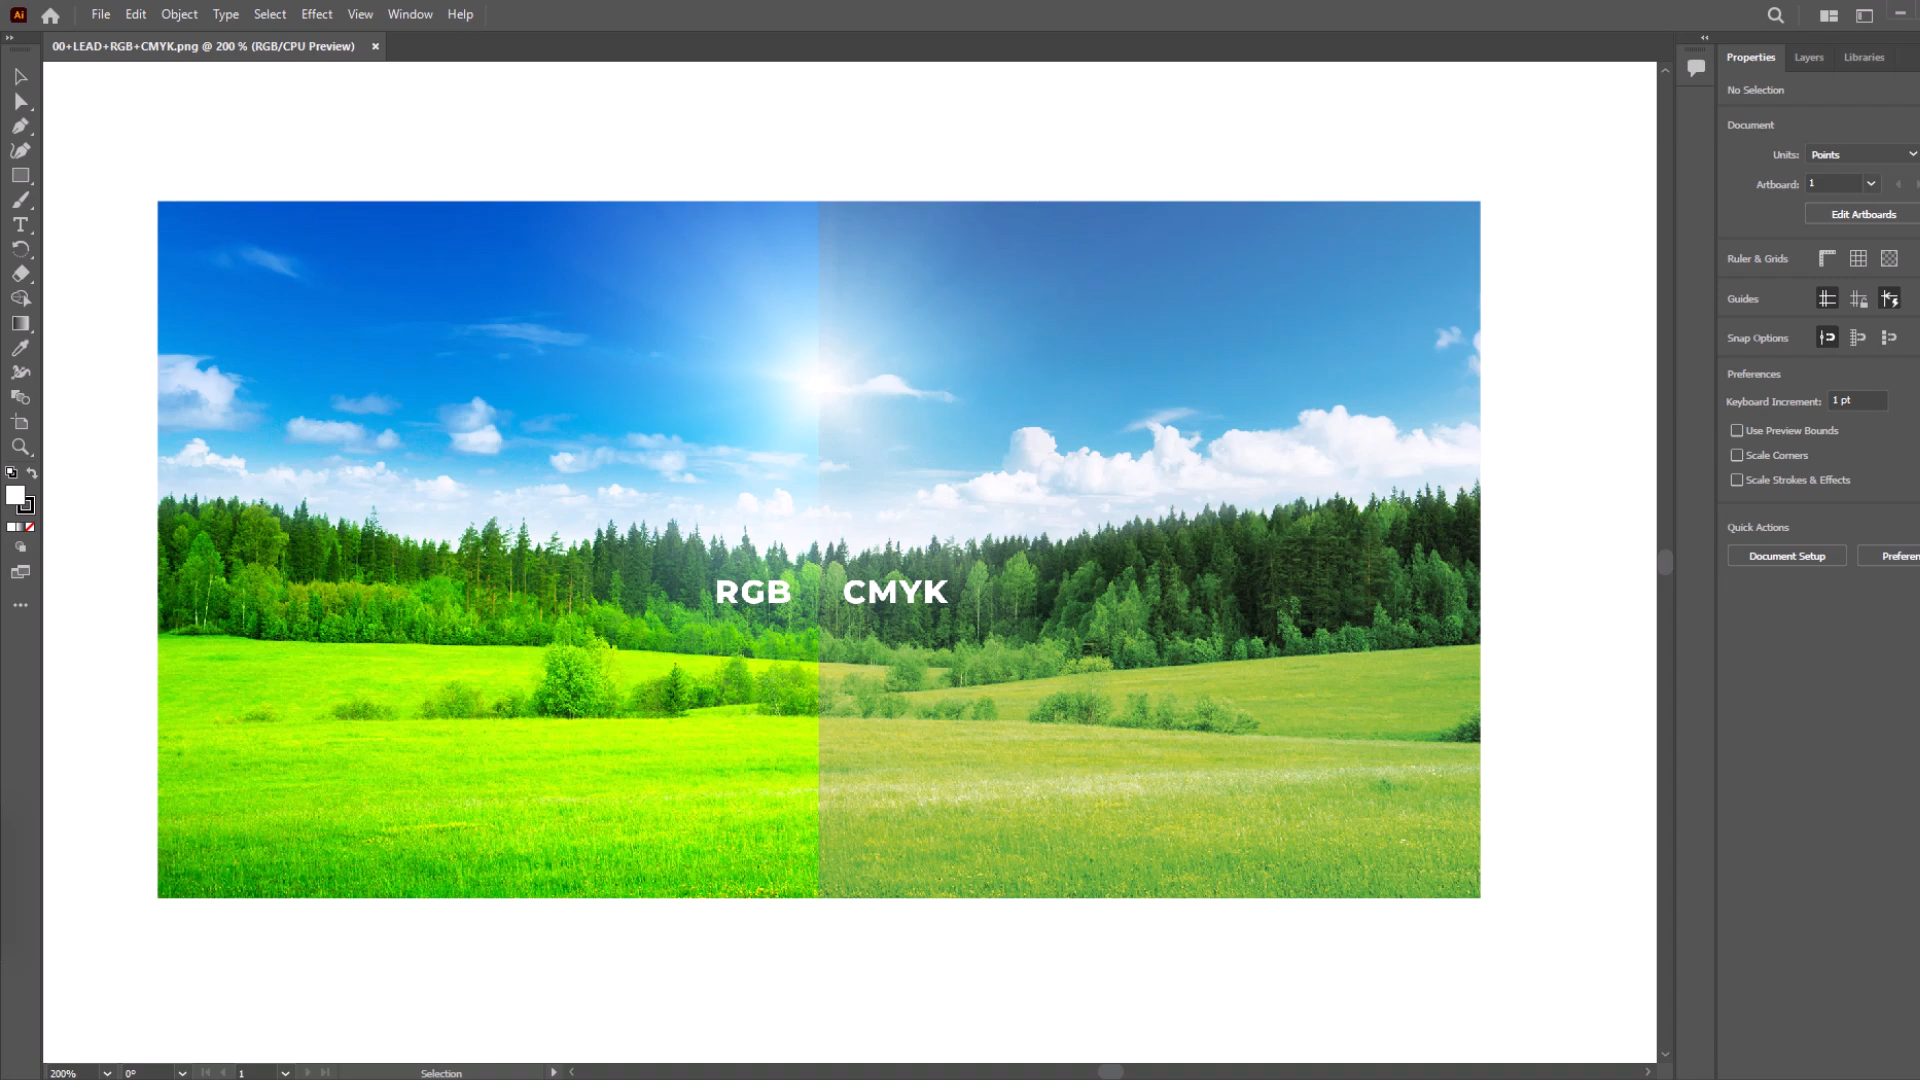 Ai File Edit Object Type Select Effect View Window Help
00+LEAD+RGB+CMYK.png @ 200 % (RGB/CPU Preview) ×
Properties Layers Libraries
No Selection
Document
Units: Points
Artboard: 1
Edit Artboards
Ruler & Grids
Guides
Snap Options
Preferences
Keyboard Increment: 1 pt
Use Preview Bounds
Scale Corners
Scale Strokes & Effects
Quick Actions
Document Setup Preferen
RGB CMYK
200% 0° 1 Selection